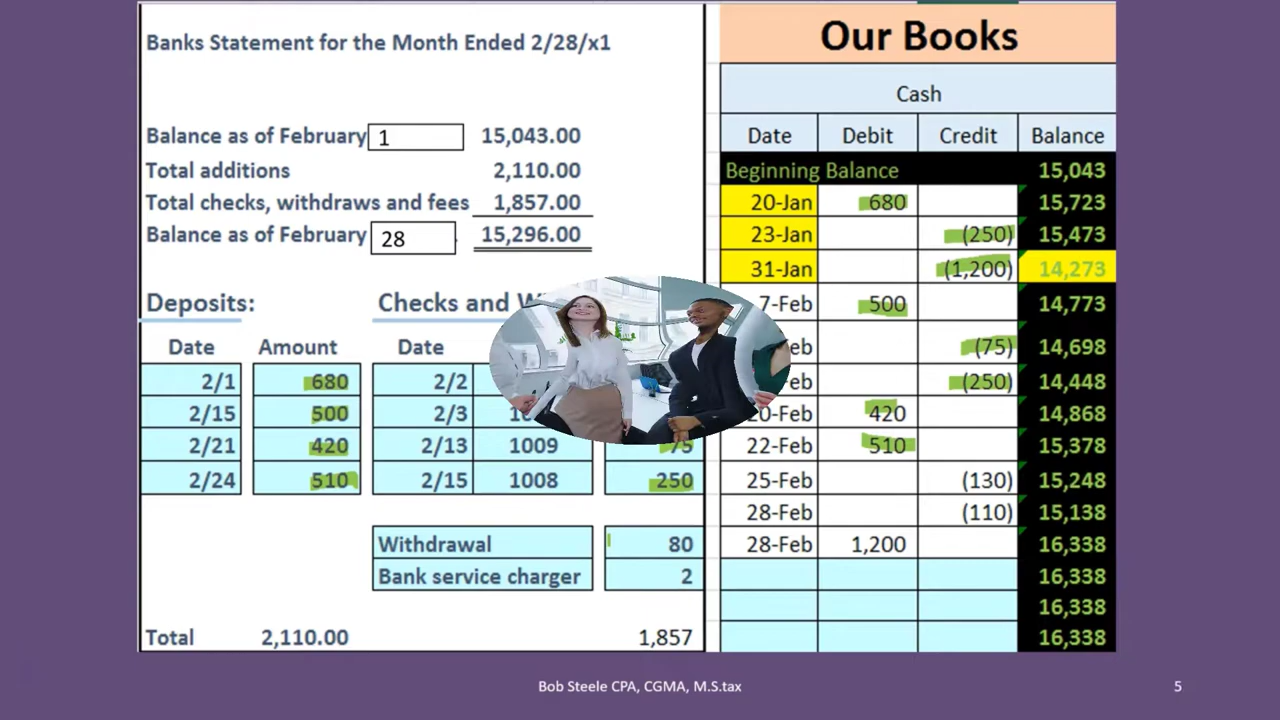 Banks Statement for the Month Ended 2/28/x1
Balance as of February 1 15,043.00
Total additions 2,110.00
Total checks, withdraws and fees 1,857.00
Balance as of February 28 15,296.00
Deposits: Checks and
Date Amount Date
2/1 680 2/2
2/15 500 2/3
2/21 420 2/13 1009 75
2/24 510 2/15 1008 250
Withdrawal 80
Bank service charger 2
Total 2,110.00 1,857
Our Books
Cash
Date Debit Credit Balance
Beginning Balance 15,043
20-Jan 680 15,723
23-Jan (250) 15,473
31-Jan (1,200) 14,273
7-Feb 500 14,773
(75) 14,698
(250) 14,448
20-Feb 420 14,868
22-Feb 510 15,378
25-Feb (130) 15,248
28-Feb (110) 15,138
28-Feb 1,200 16,338
16,338
16,338
16,338
Bob Steele CPA, CGMA, M.S.tax 5